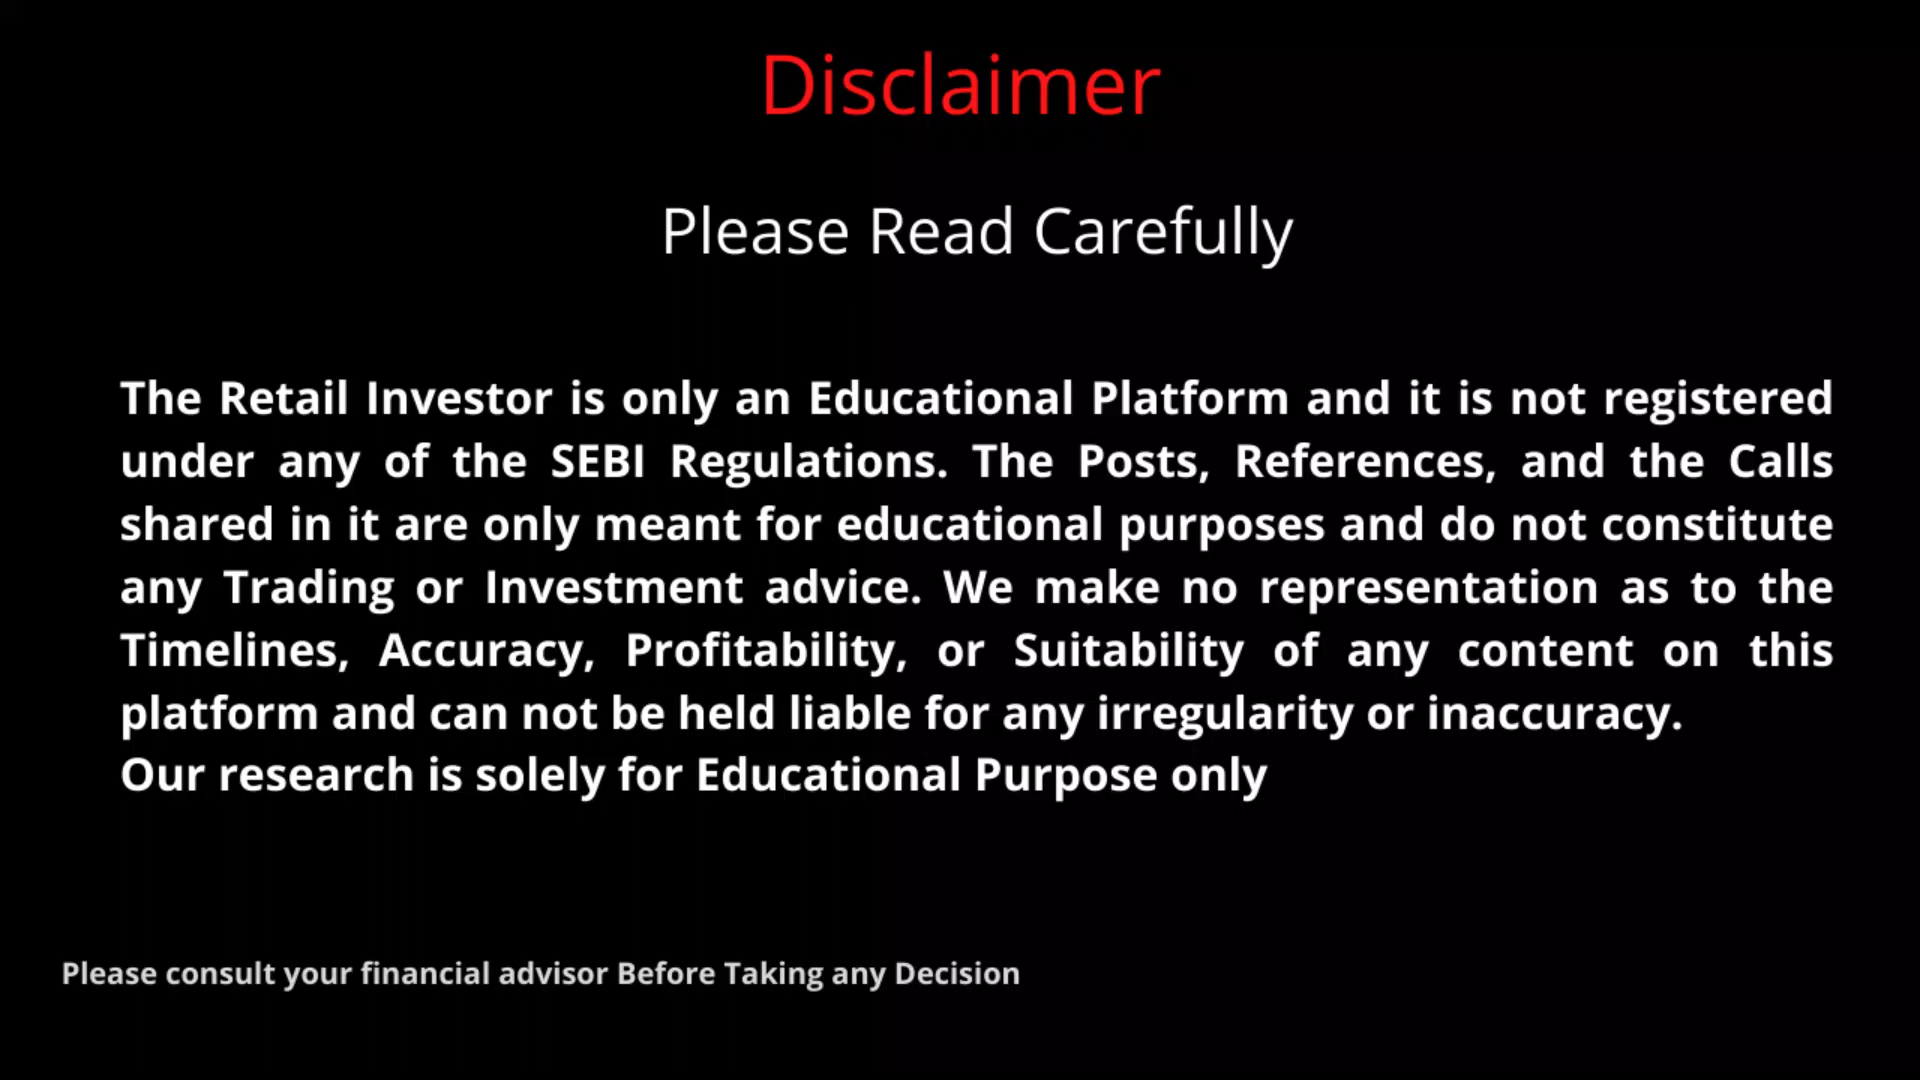 Disclaimer
Please Read Carefully
The Retail Investor is only an Educational Platform and it is not registered
under any of the SEBI Regulations. The Posts, References, and the Calls
shared in it are only meant for educational purposes and do not constitute
any Trading or Investment advice. We make no representation as to the
Timelines, Accuracy, Profitability, or Suitability of any content on this
platform and can not be held liable for any irregularity or inaccuracy.
Our research is solely for Educational Purpose only
Please consult your financial advisor Before Taking any Decision